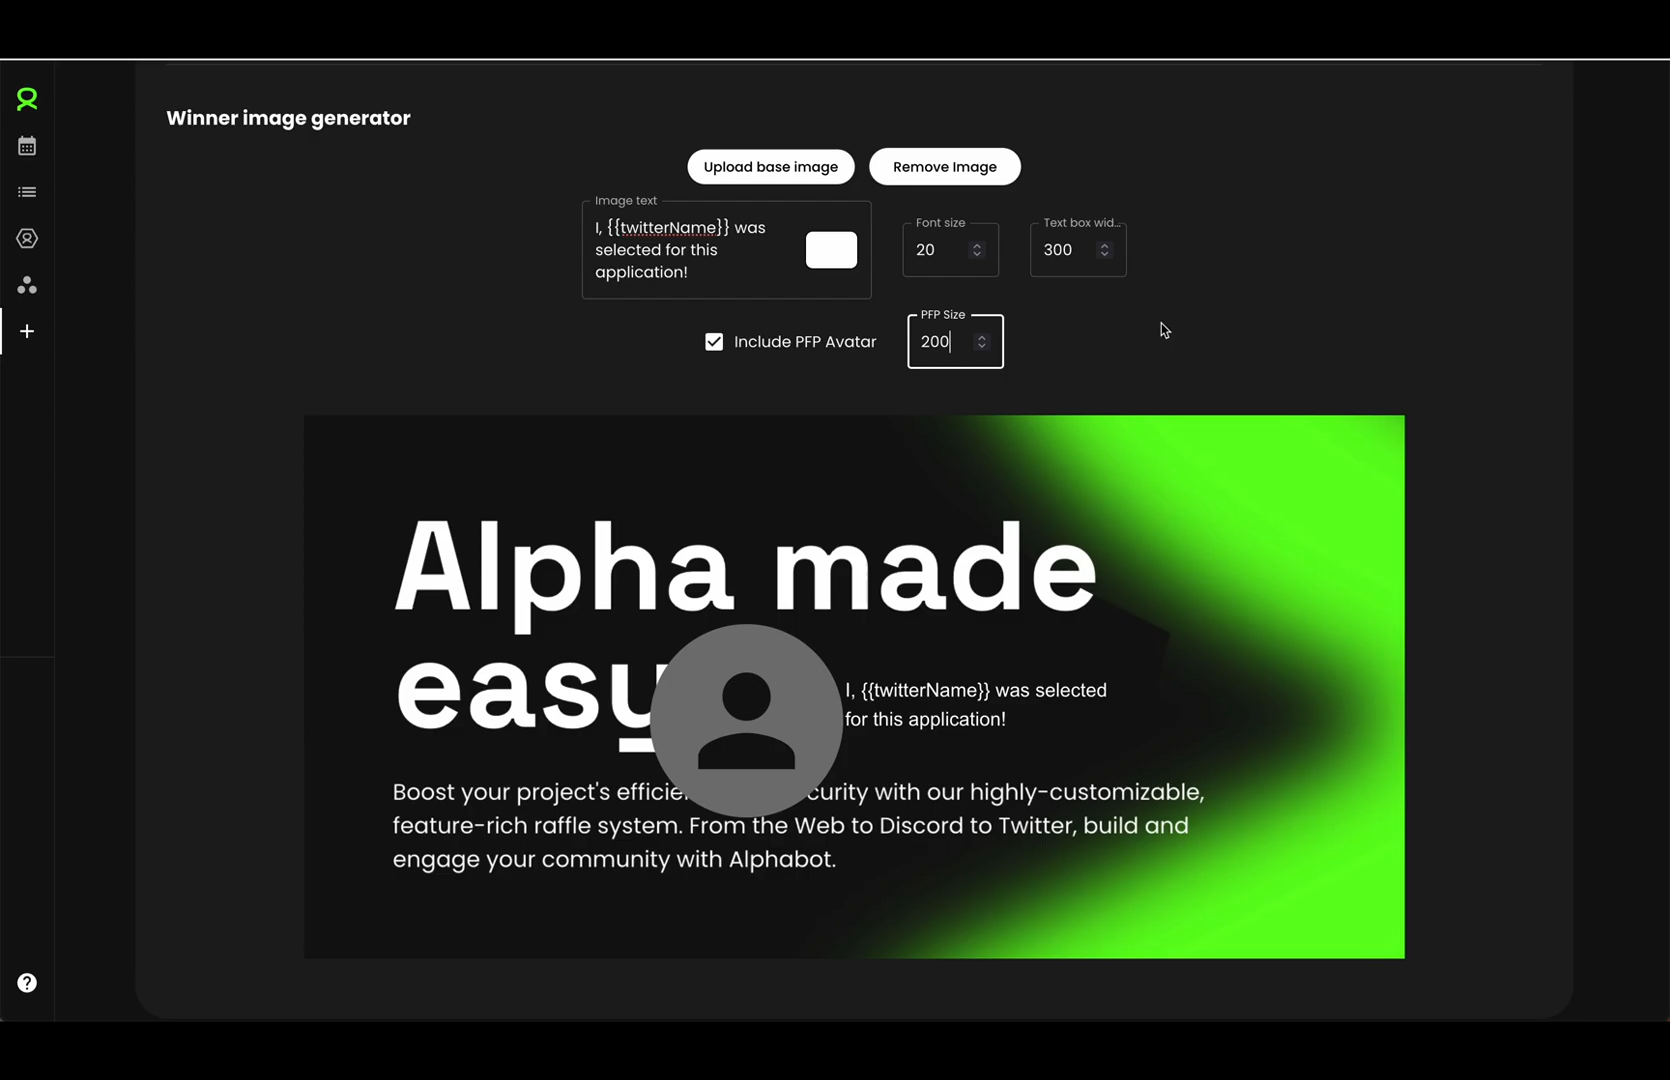 Winner image generator
Upload base image
Remove Image
Image text
I, {{twitterName}} was
selected for this
application!
Font size
20
Text box wid...
300
Include PFP Avatar
PFP Size
200
Alpha made
easy
I, {{twitterName}} was selected
for this application!
Boost your project's curity with our highly-customizable,
feature-rich raffle system. From the Web to Discord to Twitter, build and
engage your community with Alphabot.